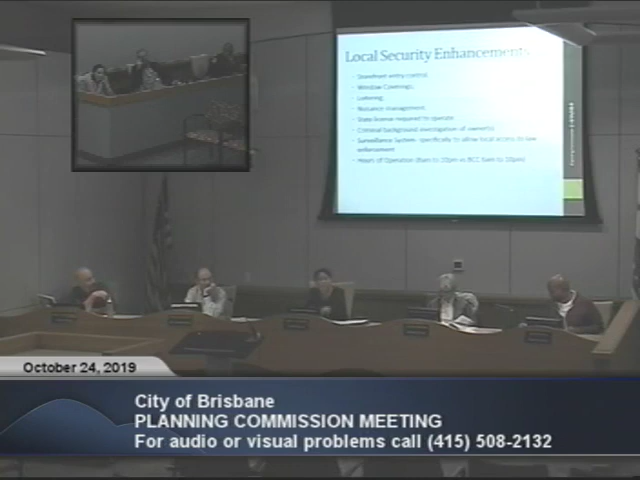 Local Security Enhancements
- Storefront entry control
- Window Coverings
- Loitering
- Nuisance management
- State license required to operate
- Criminal background investigation of owner(s)
- Surveillance System- specifically to allow local access to law
enforcement
- Hours of Operation (8am to 10pm vs BCC 6am to 10pm)
October 24, 2019
City of Brisbane
PLANNING COMMISSION MEETING
For audio or visual problems call (415) 508-2132